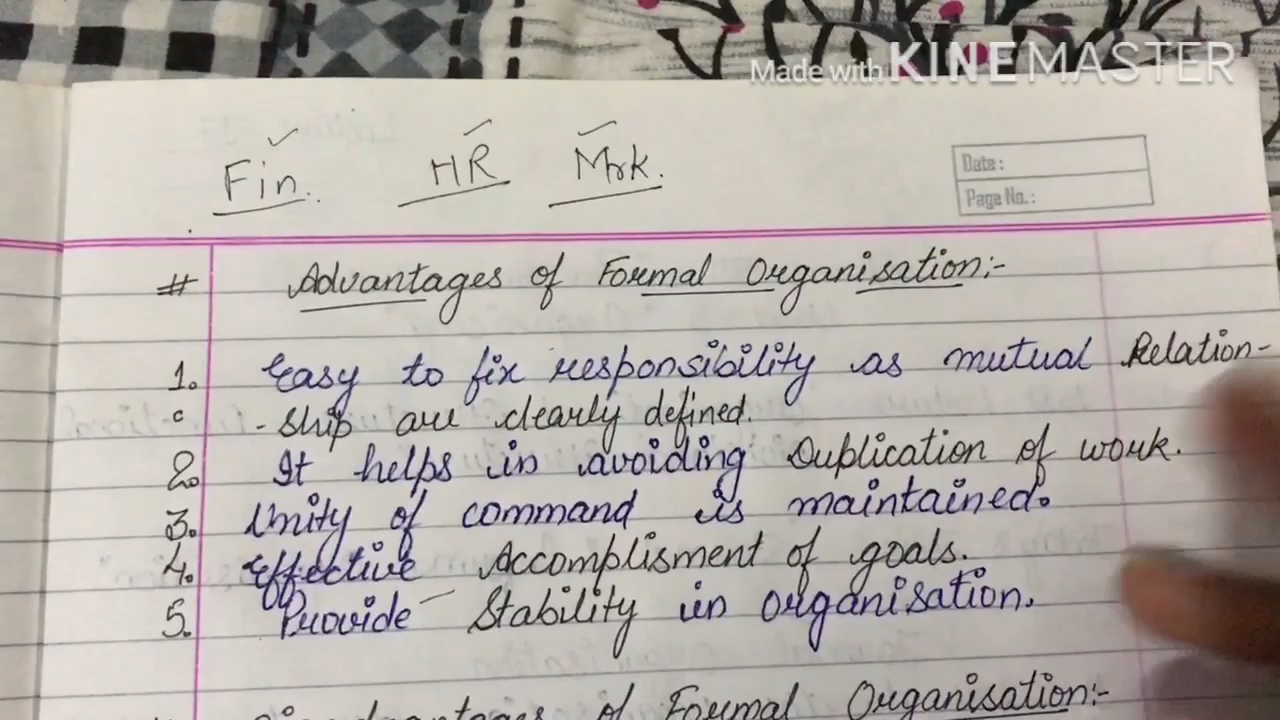 Made with KINEMASTER
Fin. HR Mrk.
Date:
Page No.:
# Advantages of Formal Organisation:-
1. Easy to fix responsibility as mutual Relation-
- ship are clearly defined.
2. It helps in avoiding Duplication of work.
3. Unity of command is maintained.
4. Effective Accomplisment of goals.
5. Provide Stability in organisation.
Disadvantages of Formal Organisation:-